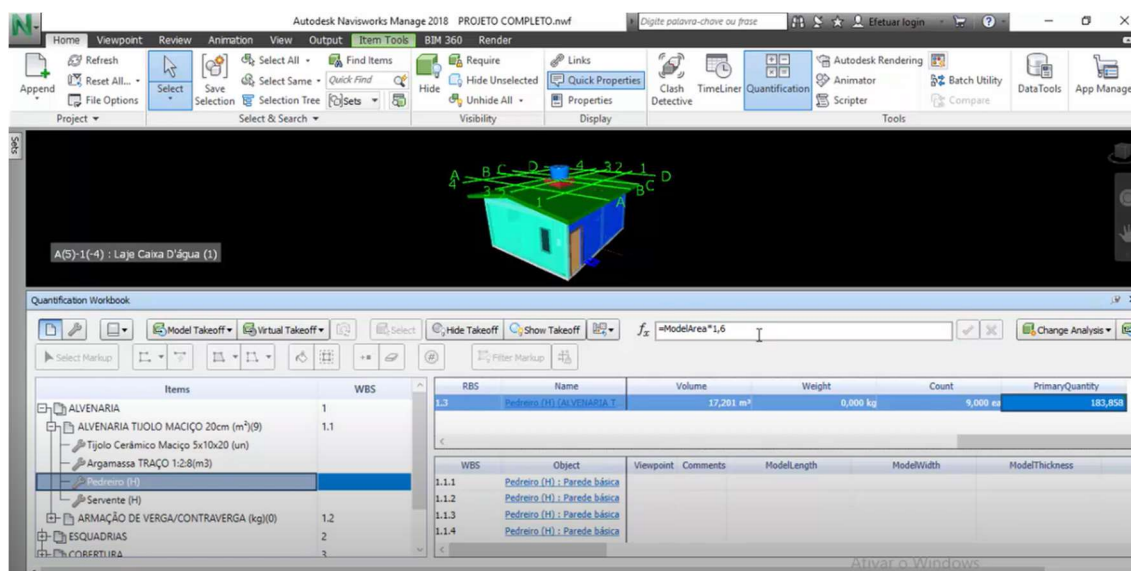 Autodesk Navisworks Manage 2018 PROJETO COMPLETO.nwf
Digite palavra-chave ou frase
Efetuar login
Home Viewpoint Review Animation View Output Item Tools BIM 360 Render
Append
Refresh
Reset All...
File Options
Project
Select
Save Selection
Select All
Select Same
Selection Tree
Find Items
Quick Find
Sets
Select & Search
Hide
Require
Hide Unselected
Unhide All
Visibility
Links
Quick Properties
Properties
Display
Clash Detective
TimeLiner
Quantification
Autodesk Rendering
Animator
Scripter
Batch Utility
Compare
Tools
DataTools
App Manage
Sets
A B C D 4 3 2 1 D
4 3 1 A B C
A(5)-1(-4) : Laje Caixa D'água (1)
Quantification Workbook
Model Takeoff Virtual Takeoff Select Hide Takeoff Show Takeoff fx =ModelArea*1,6 Change Analysis
Select Markup Filter Markup
Items WBS
ALVENARIA 1
ALVENARIA TIJOLO MACIÇO 20cm (m²)(9) 1.1
Tijolo Cerámico Maciço 5x10x20 (un)
Argamassa TRAÇO 1:2:8(m3)
Pedreiro (H)
Servente (H)
ARMAÇÃO DE VERGA/CONTRAVERGA (kg)(0) 1.2
ESQUADRIAS 2
COBERTURA 3
RBS Name Volume Weight Count PrimaryQuantity
1.3 Pedreiro (H) (ALVENARIA T 17,201 m³ 0,000 kg 9,000 ea 183,858
WBS Object Viewpoint Comments ModelLength ModelWidth ModelThickness
1.1.1 Pedreiro (H) : Parede básica
1.1.2 Pedreiro (H) : Parede básica
1.1.3 Pedreiro (H) : Parede básica
1.1.4 Pedreiro (H) : Parede básica
Ativar o Windows